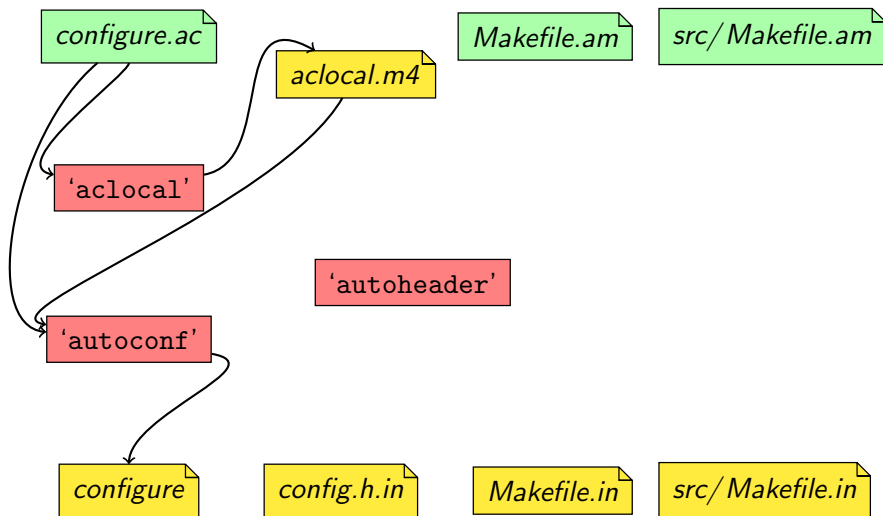 configure.ac
aclocal.m4
Makefile.am
src/Makefile.am
‘aclocal’
‘autoheader’
‘autoconf’
configure
config.h.in
Makefile.in
src/Makefile.in